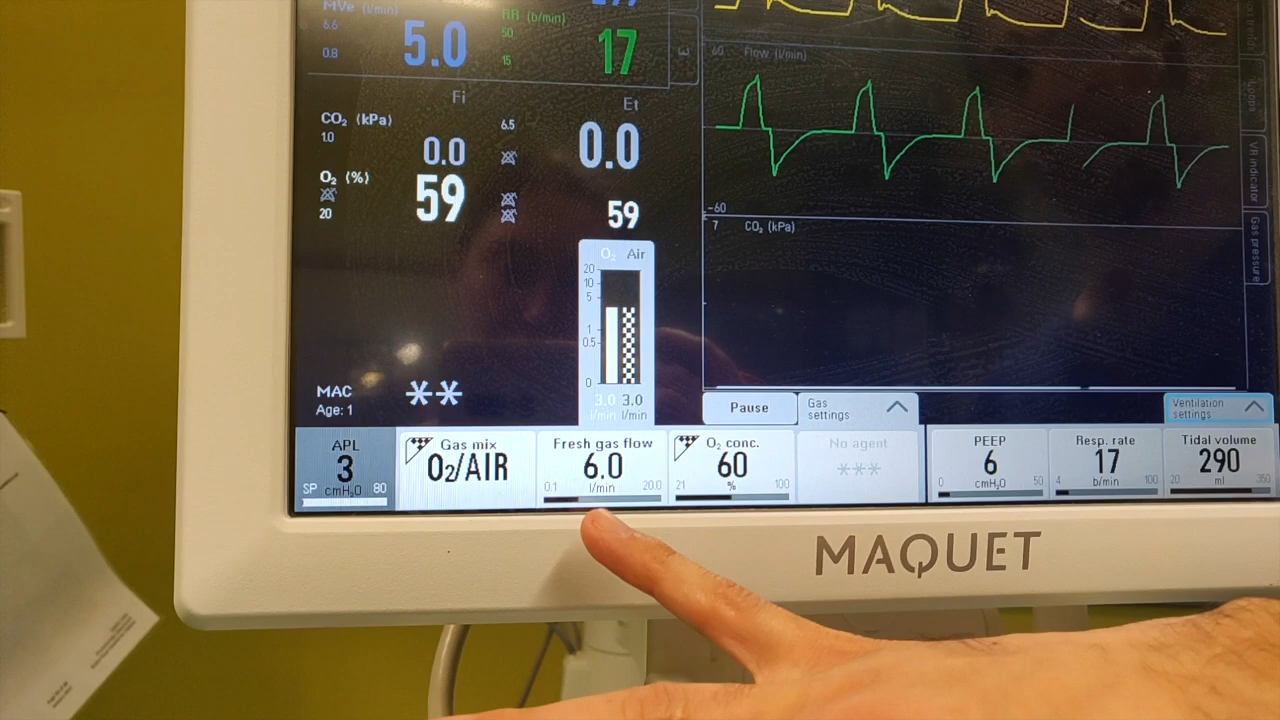 MVe (l/min)
6.6
0.8
5.0
RR (b/min)
50
15
17
Fi
Et
CO₂ (kPa)
1.0
0.0
6.5
0.0
O₂ (%)
20
59
59
O₂ Air
20
10
5
1
0.5
0
3.0 3.0
l/min l/min
MAC
Age: 1
**
60 Flow (l/min)
-60
7 CO₂ (kPa)
Loops
VR indicator
Gas pressure
Pause
Gas settings
Ventilation settings
APL
3
SP cmH₂O 80
Gas mix
O₂/AIR
Fresh gas flow
6.0
0.1 l/min 20.0
O₂ conc.
60
21 % 100
No agent
***
PEEP
6
0 cmH₂O 50
Resp. rate
17
4 b/min 100
Tidal volume
290
20 ml 350
MAQUET